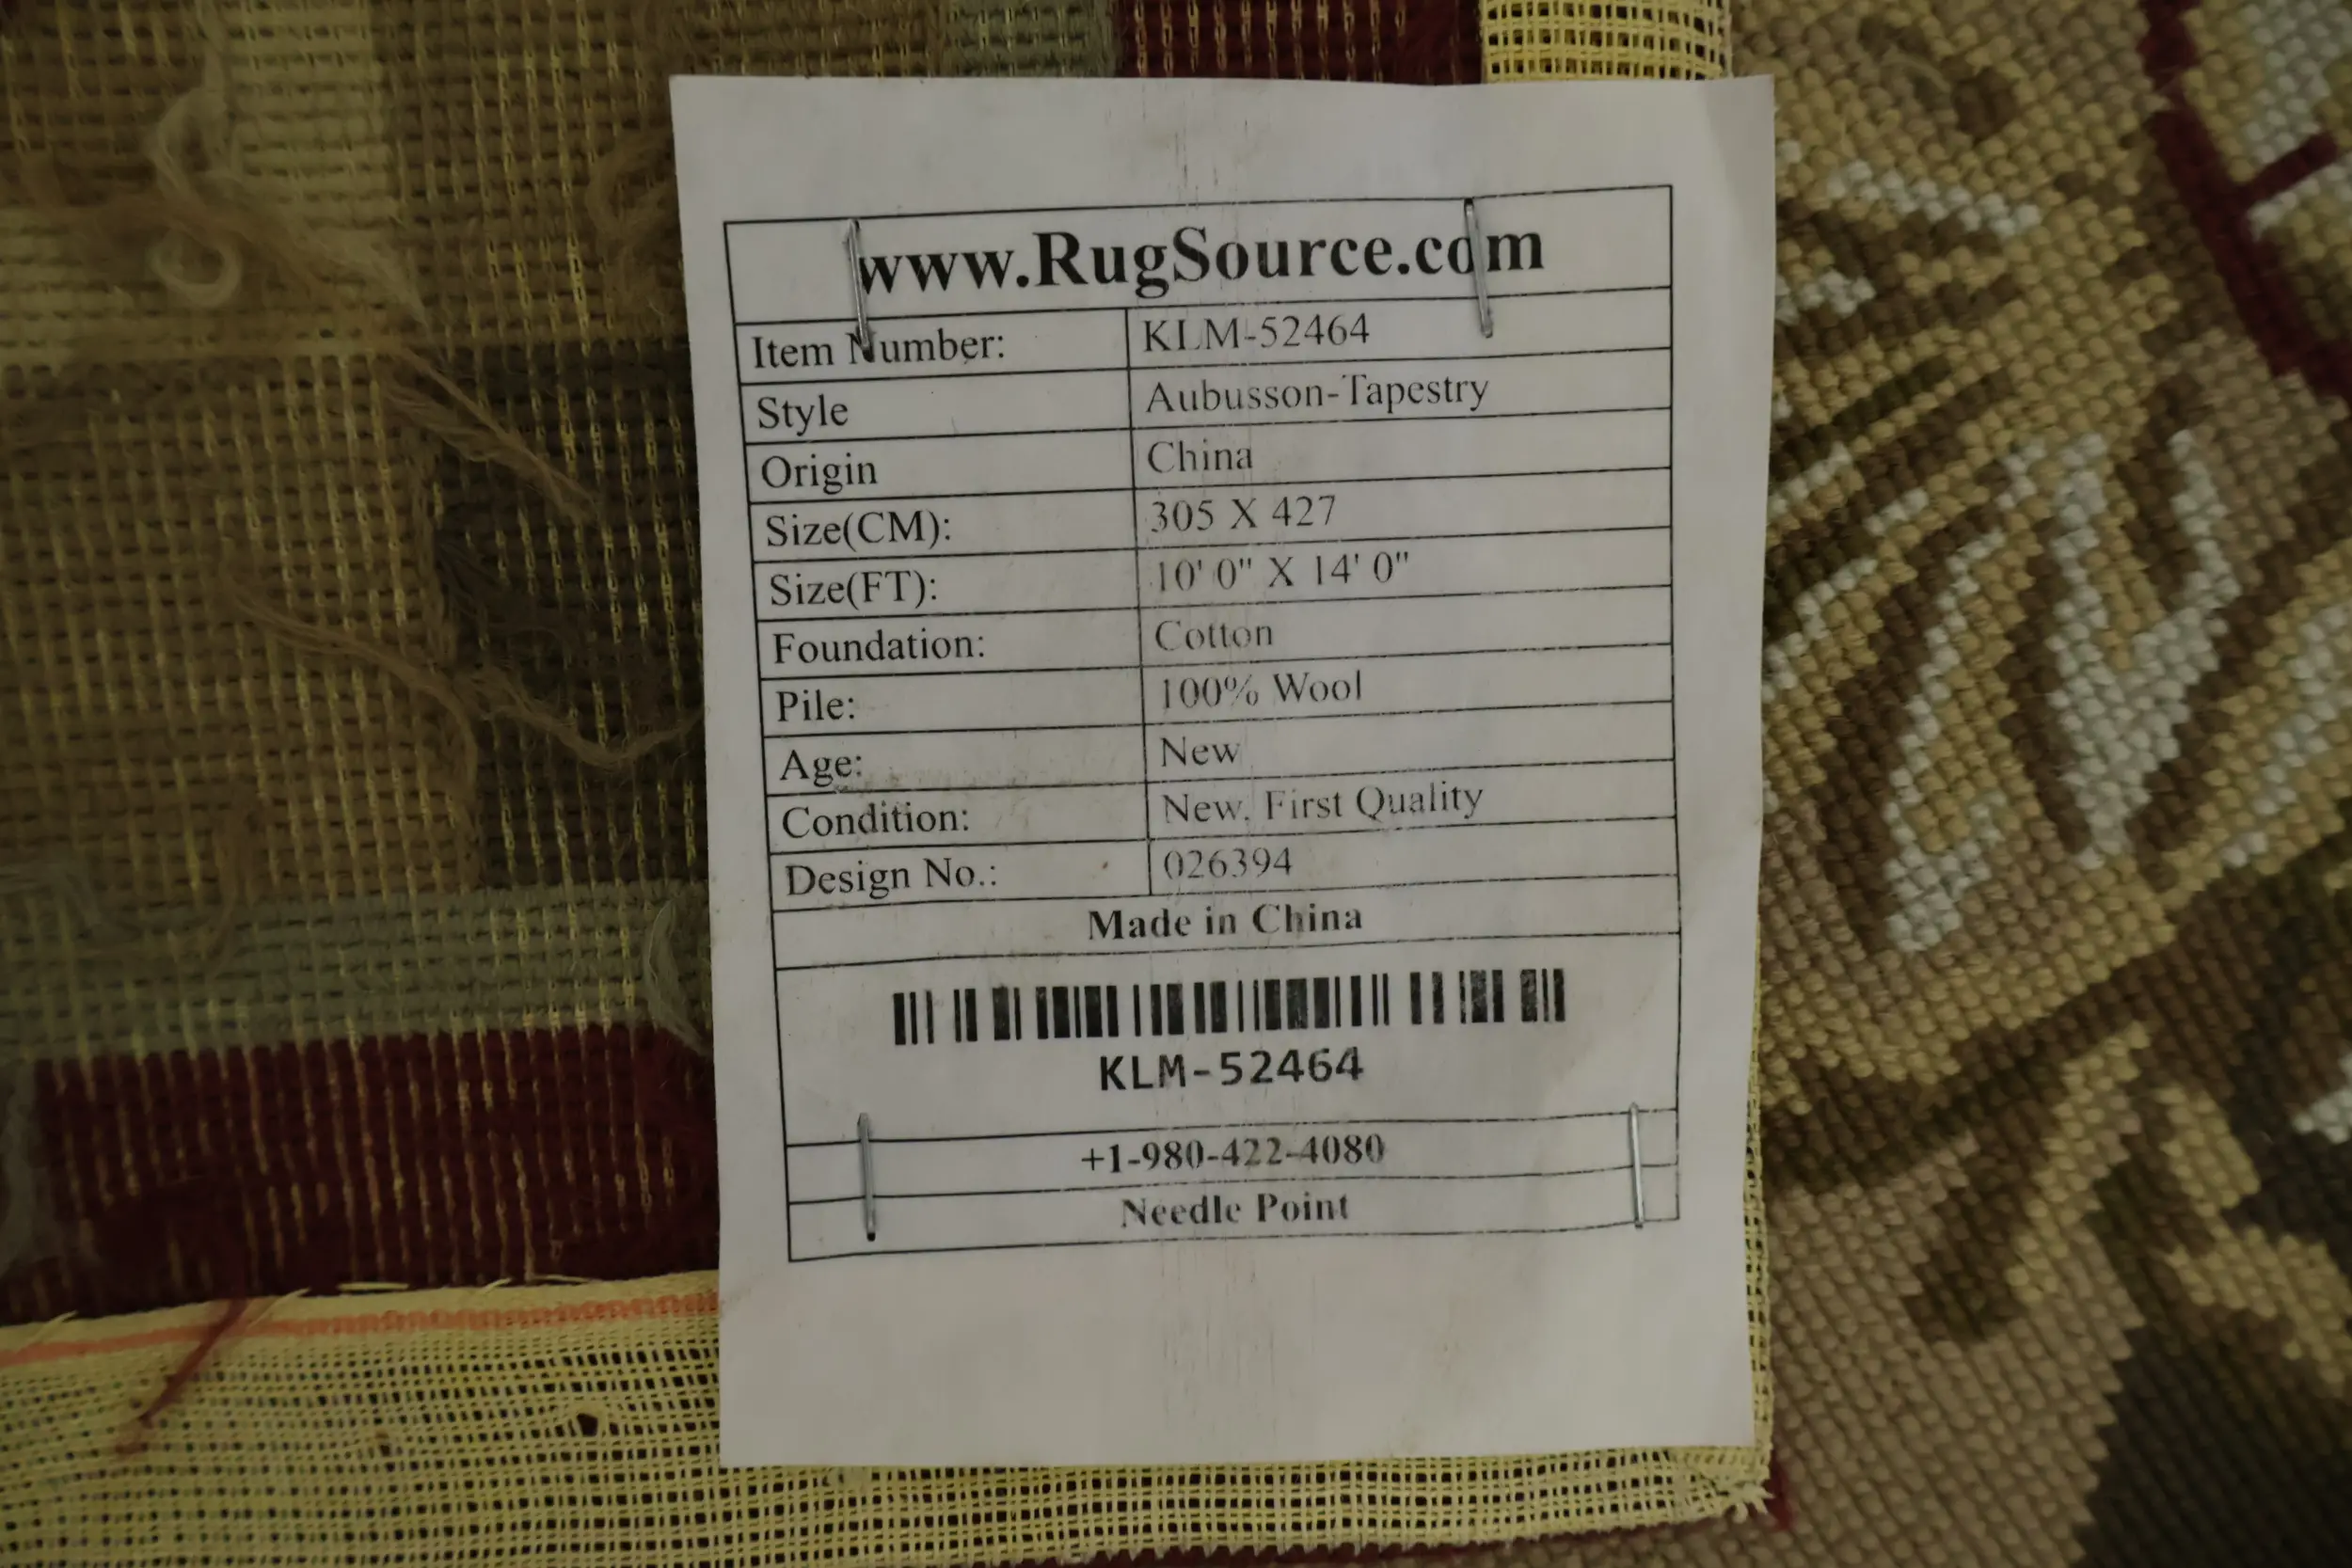 www.RugSource.com
Item Number: KLM-52464
Style Aubusson-Tapestry
Origin China
Size(CM): 305 X 427
Size(FT): 10' 0" X 14' 0"
Foundation: Cotton
Pile: 100% Wool
Age: New
Condition: New, First Quality
Design No.: 026394
Made in China
KLM-52464
+1-980-422-4080
Needle Point